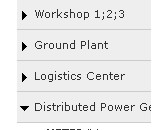 Workshop 1;2;3
Ground Plant
Logistics Center
Distributed Power Ge